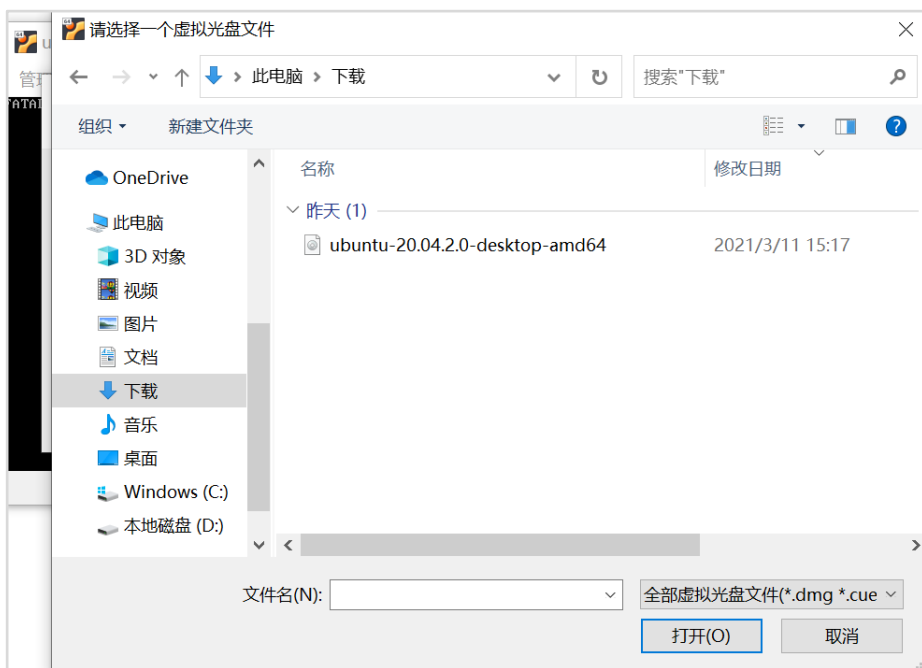 请选择一个虚拟光盘文件
u
管
FATAL
此电脑 下载
搜索"下载"
组织 新建文件夹
?
OneDrive
此电脑
3D 对象
视频
图片
文档
下载
音乐
桌面
Windows (C:)
本地磁盘 (D:)
名称 修改日期
昨天 (1)
ubuntu-20.04.2.0-desktop-amd64 2021/3/11 15:17
文件名(N): 全部虚拟光盘文件(*.dmg *.cue
打开(O) 取消